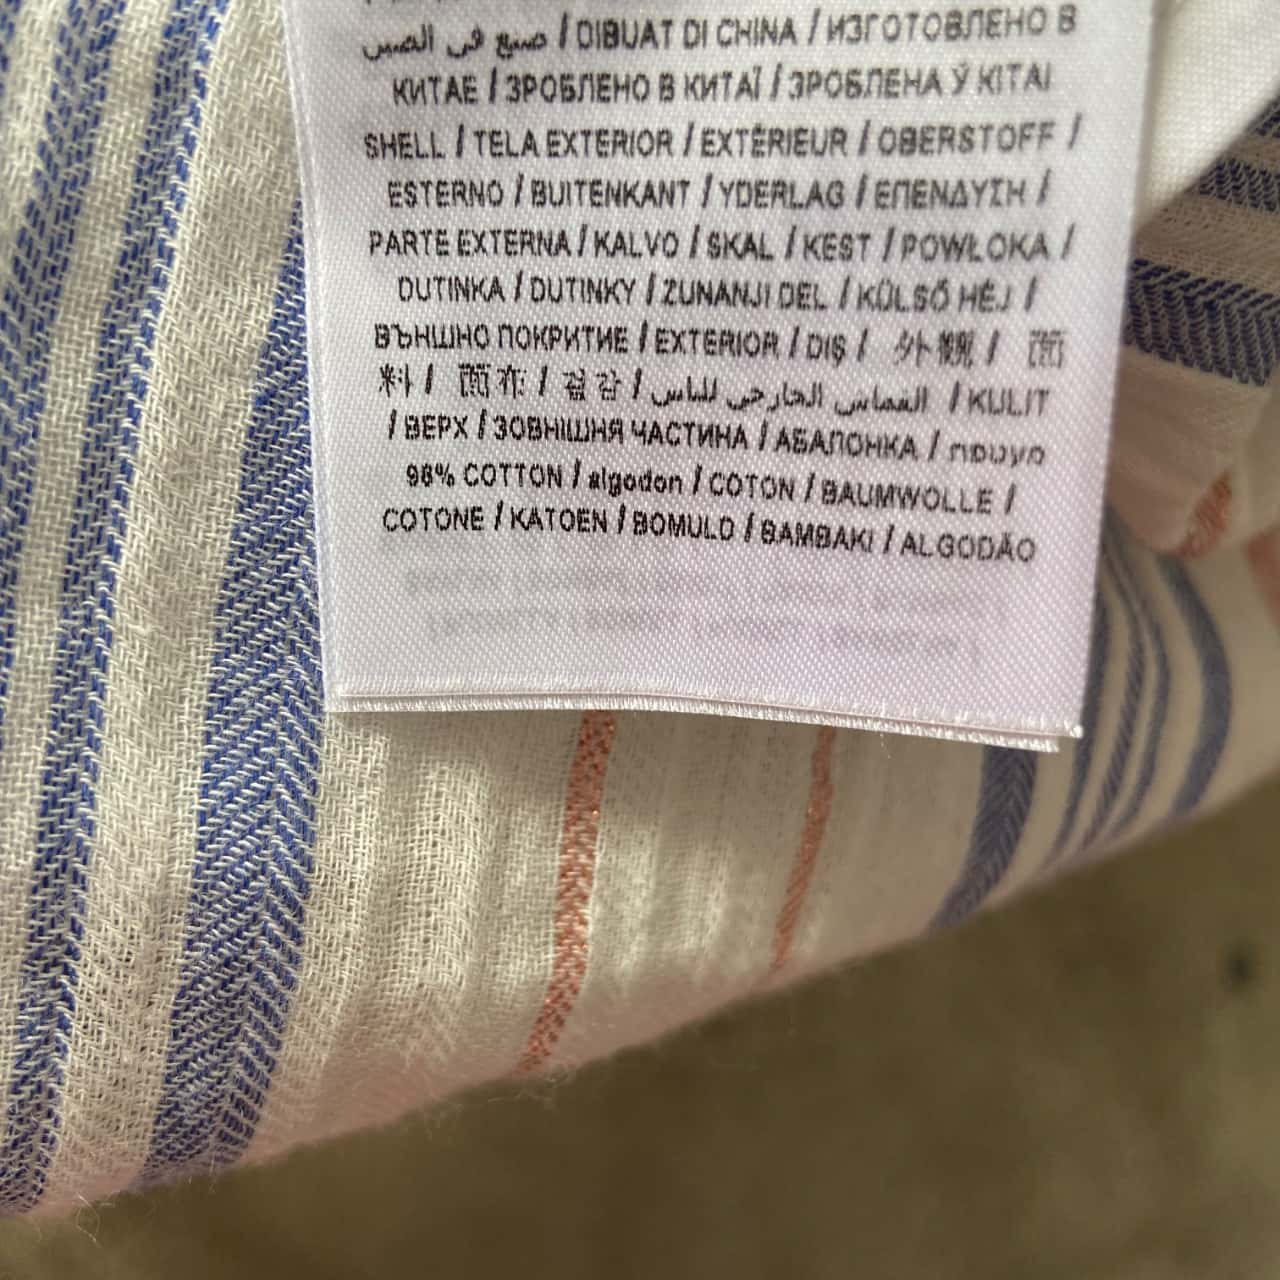 صنع في الصين / DIBUAT DI CHINA / ИЗГОТОВЛЕНО В
КИТАЕ / ЗРОБЛЕНО В КИТАЇ / ЗРОБЛЕНА Ў КІТАІ
SHELL / TELA EXTERIOR / EXTÉRIEUR / OBERSTOFF /
ESTERNO / BUITENKANT / YDERLAG / ΕΠΕΝΔΥΣΗ /
PARTE EXTERNA / KALVO / SKAL / KEST / POWŁOKA /
DUTINKA / DUTINKY / ZUNANJI DEL / KÜLSŐ HÉJ /
ВЪНШНО ПОКРИТИЕ / EXTERIOR / DIŞ / 外観 / 面
料 / 面布 / 겉감 / القماس الخارجي للباس / KULIT
/ ВЕРХ / ЗОВНІШНЯ ЧАСТИНА / АБАЛОНКА /
98% COTTON / algodon / COTON / BAUMWOLLE /
COTONE / KATOEN / BOMULD / BAMBAKI / ALGODÃO